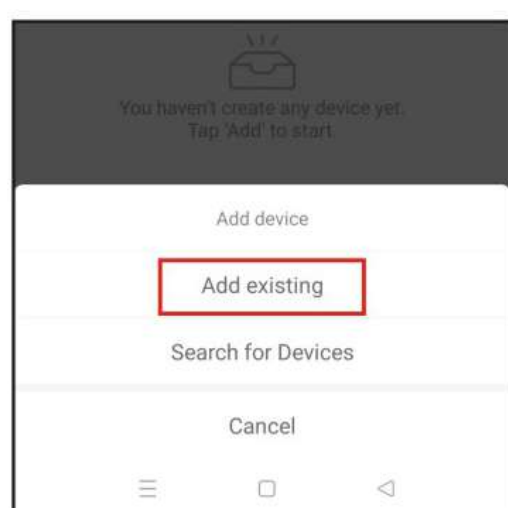 You haven't create any device yet.
Tap 'Add' to start.
Add device
Add existing
Search for Devices
Cancel